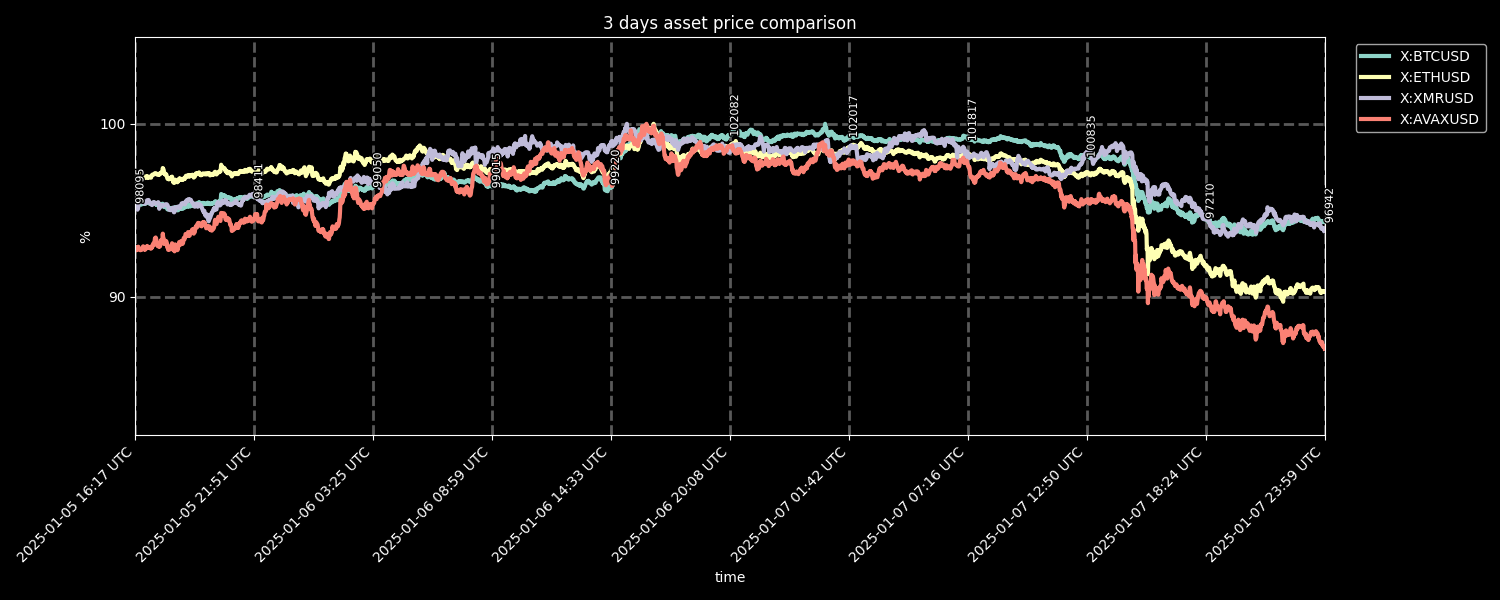 3 days asset price comparison
X:BTCUSD
X:ETHUSD
X:XMRUSD
X:AVAXUSD
100
90
%
98095
99050
99015
99220
102082
102017
101817
100835
97210
96942
2025-01-05 16:17 UTC
2025-01-05 21:51 UTC
2025-01-06 03:25 UTC
2025-01-06 08:59 UTC
2025-01-06 14:33 UTC
2025-01-06 20:08 UTC
2025-01-07 01:42 UTC
2025-01-07 07:16 UTC
2025-01-07 12:50 UTC
2025-01-07 18:24 UTC
2025-01-07 23:59 UTC
time